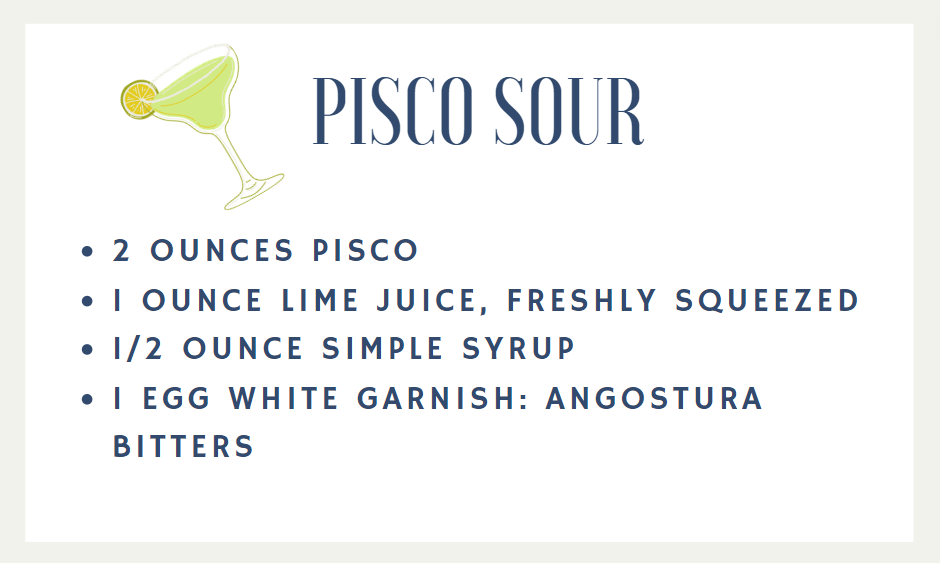 PISCO SOUR
• 2 OUNCES PISCO
• 1 OUNCE LIME JUICE, FRESHLY SQUEEZED
• 1/2 OUNCE SIMPLE SYRUP
• 1 EGG WHITE GARNISH: ANGOSTURA
BITTERS